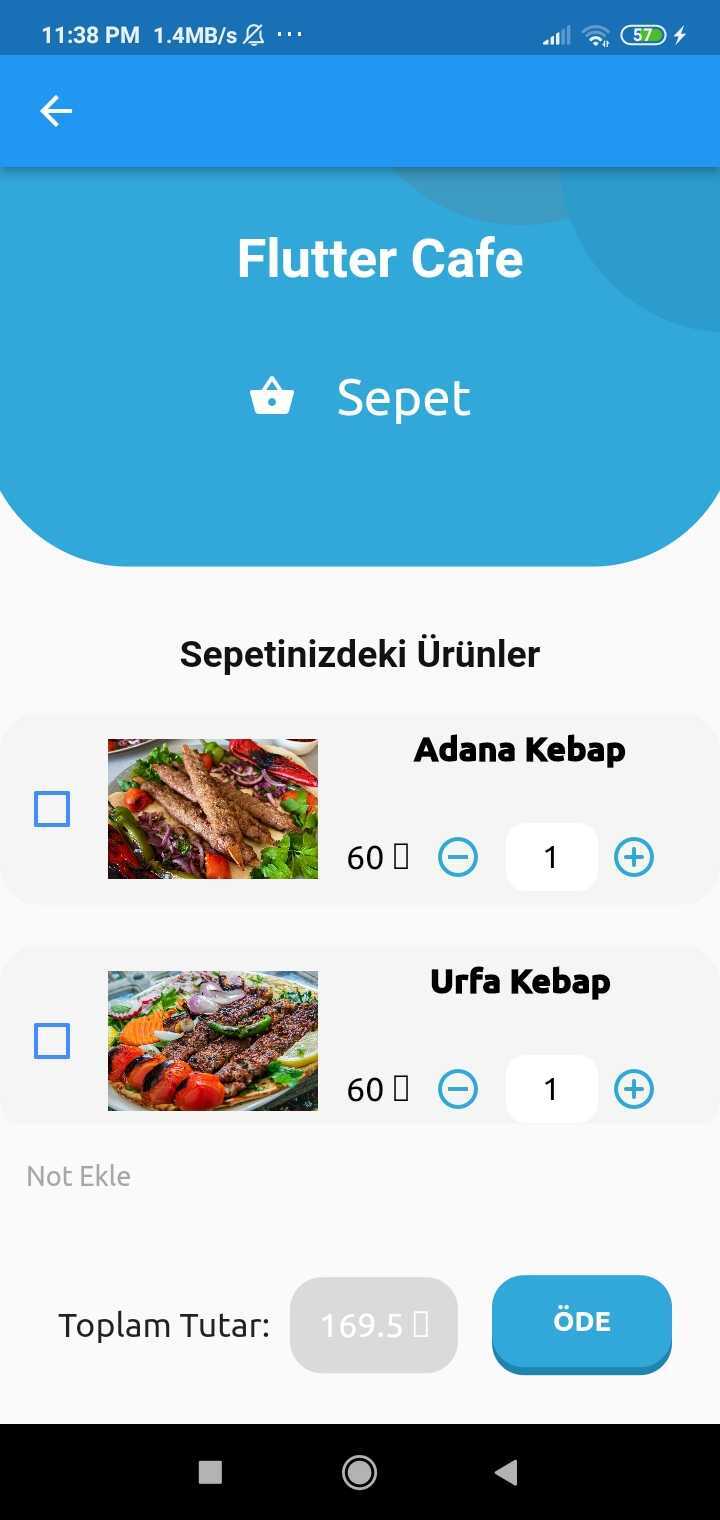 11:38 PM 1.4MB/s ... 57
Flutter Cafe
Sepet
Sepetinizdeki Ürünler
Adana Kebap
60 ▯ 1
Urfa Kebap
60 ▯ 1
Not Ekle
Toplam Tutar: 169.5 ▯ ÖDE